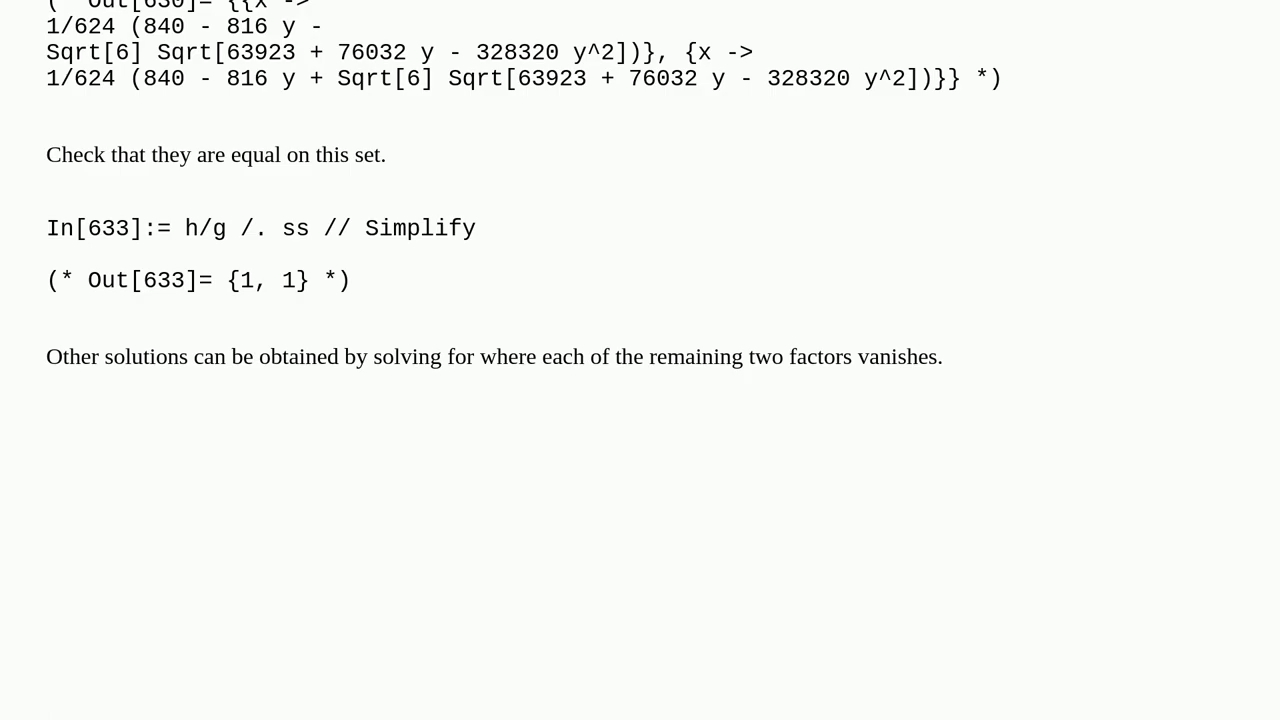 ( Out[630]= {{x ->
1/624 (840 - 816 y -
Sqrt[6] Sqrt[63923 + 76032 y - 328320 y^2])}, {x ->
1/624 (840 - 816 y + Sqrt[6] Sqrt[63923 + 76032 y - 328320 y^2])}} *)
Check that they are equal on this set.
In[633]:= h/g /. ss // Simplify
(* Out[633]= {1, 1} *)
Other solutions can be obtained by solving for where each of the remaining two factors vanishes.